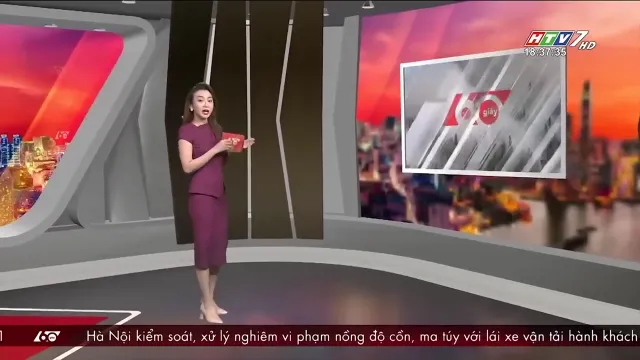 HTV7 HD
18:37:35
60 giây
1 60 Hà Nội kiểm soát, xử lý nghiêm vi phạm nồng độ cồn, ma túy với lái xe vận tải hành khách